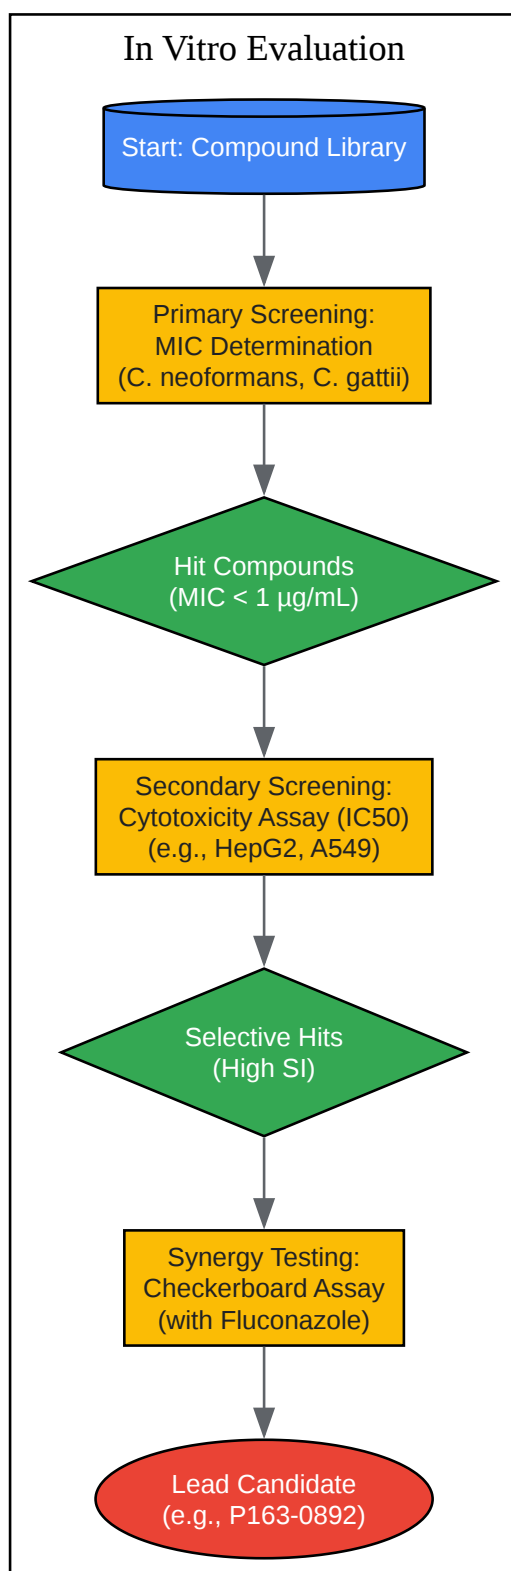 In Vitro Evaluation
Start: Compound Library
Primary Screening:
MIC Determination
(C. neoformans, C. gattii)
Hit Compounds
(MIC < 1 µg/mL)
Secondary Screening:
Cytotoxicity Assay (IC50)
(e.g., HepG2, A549)
Selective Hits
(High SI)
Synergy Testing:
Checkerboard Assay
(with Fluconazole)
Lead Candidate
(e.g., P163-0892)